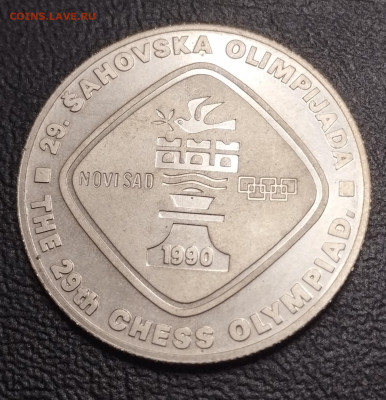 COINS.LAVE.RU
29. ŠAHOVSKA OLIMPIJADA
NOVI SAD
1990
THE 29th CHESS OLYMPIAD.